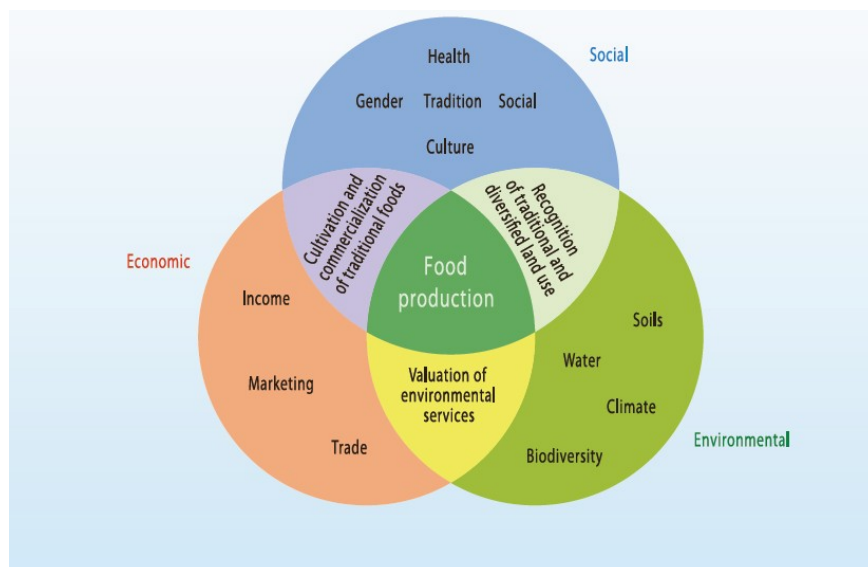 Health
Social
Gender Tradition Social
Culture
Cultivation and
commercialization
of traditional foods
Recognition
of traditional and
diversified land use
Economic
Food
production
Income
Soils
Water
Marketing
Valuation of
environmental
services
Climate
Trade
Biodiversity
Environmental